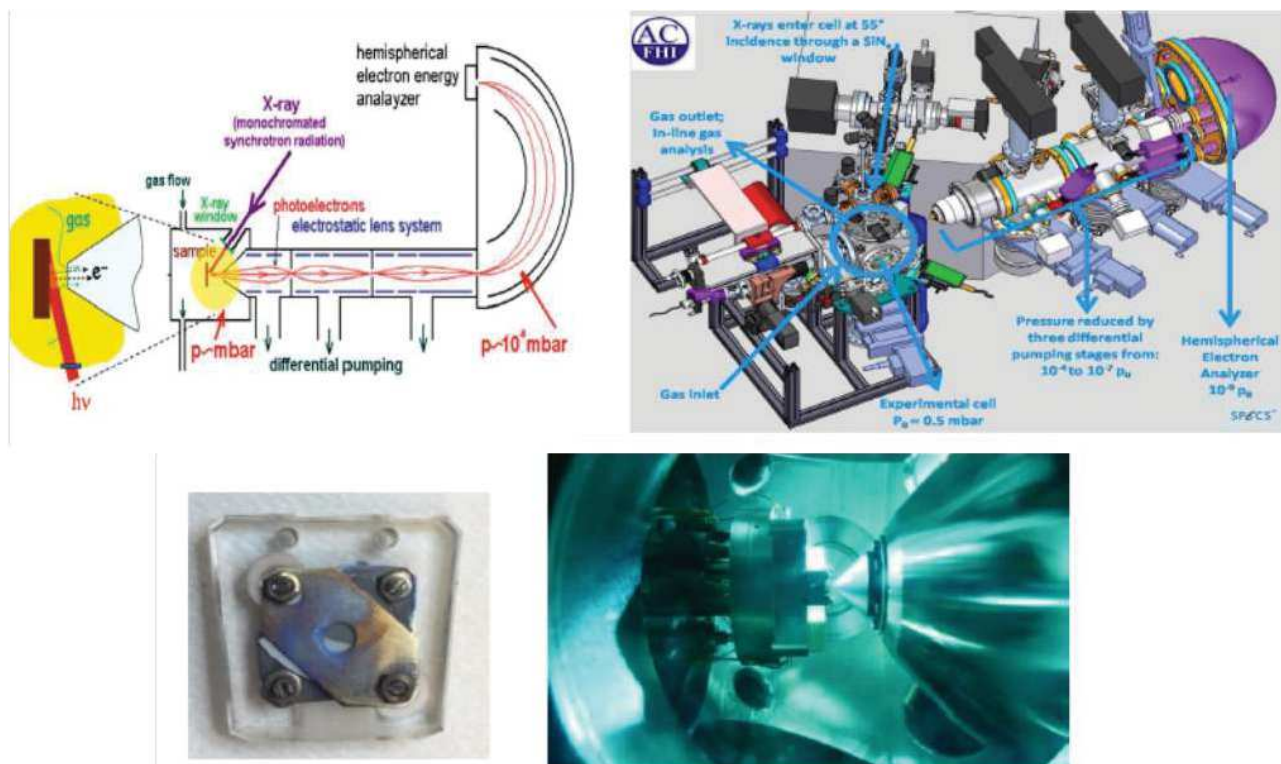 hemispherical
electron energy
analayzer
X-ray
(monochromated
synchrotron radiation)
gas flow
X-ray
window
photoelectrons
electrostatic lens system
gas
sample
e⁻
p~mbar
differential pumping
p~10⁸mbar
hν
AC
FHI
X-rays enter cell at 55°
Incidence through a SiNₓ
window
Gas outlet;
In-line gas
analysis
Gas inlet
Experimental cell
P₀ = 0.5 mbar
Pressure reduced by
three differential
pumping stages from:
10⁻⁴ to 10⁻⁷ p₀
Hemispherical
Electron
Analyzer
10⁻⁹ p₀
SPECS